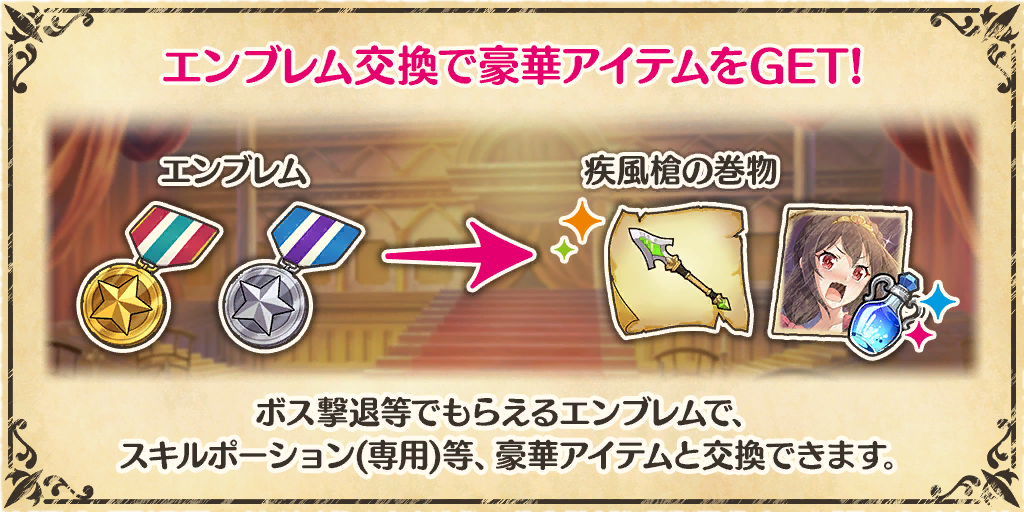 エンブレム交換で豪華アイテムをGET!
エンブレム
疾風槍の巻物
ボス撃退等でもらえるエンブレムで、
スキルポーション(専用)等、豪華アイテムと交換できます。